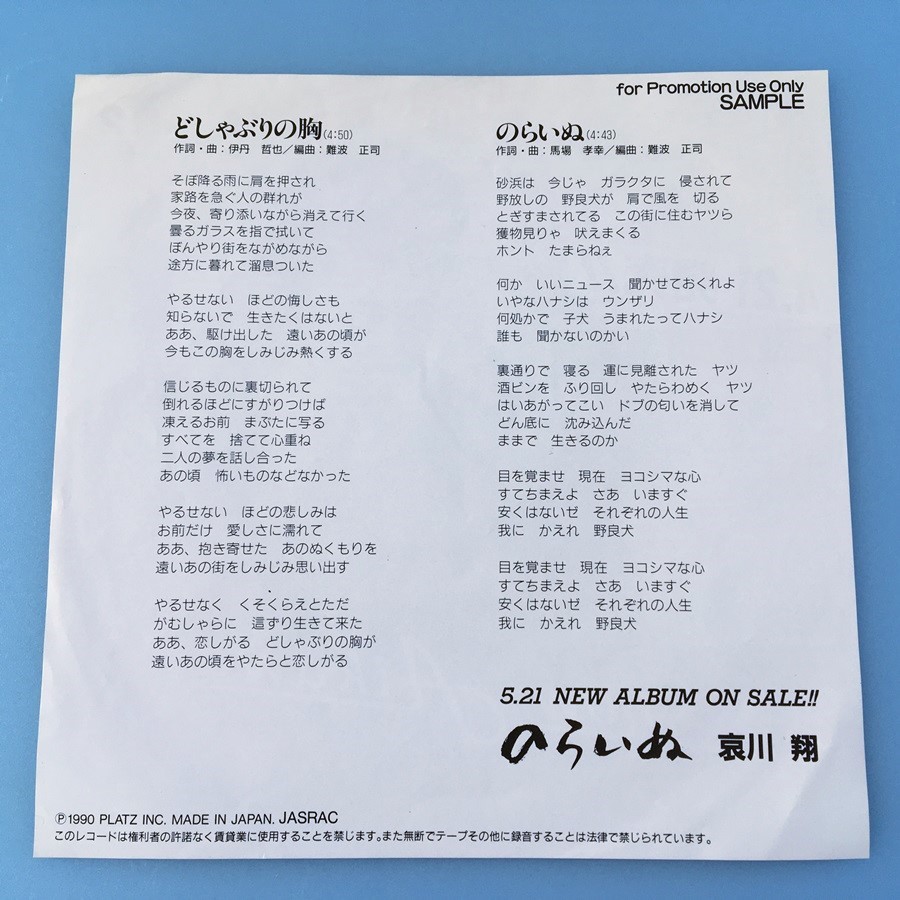 for Promotion Use Only
SAMPLE
どしゃぶりの胸(4:50)
作詞・曲:伊丹　哲也/編曲:難波　正司
そぼ降る雨に肩を押され
家路を急ぐ人の群れが
今夜、寄り添いながら消えて行く
曇るガラスを指で拭いて
ぼんやり街をながめながら
途方に暮れて溜息ついた
やるせない　ほどの悔しさも
知らないで　生きたくはないと
ああ、駆け出した　遠いあの頃が
今もこの胸をしみじみ熱くする
信じるものに裏切られて
倒れるほどにすがりつけば
凍えるお前　まぶたに写る
すべてを　捨てて心重ね
二人の夢を話し合った
あの頃　怖いものなどなかった
やるせない　ほどの悲しみは
お前だけ　愛しさに濡れて
ああ、抱き寄せた　あのぬくもりを
遠いあの街をしみじみ思い出す
やるせなく　くそくらえとただ
がむしゃらに　這ずり生きて来た
ああ、恋しがる　どしゃぶりの胸が
遠いあの頃をやたらと恋しがる
のらいぬ(4:43)
作詞・曲:馬場　孝幸/編曲:難波　正司
砂浜は　今じゃ　ガラクタに　侵されて
野放しの　野良犬が　肩で風を　切る
とぎすまされてる　この街に住むヤツら
獲物見りゃ　吠えまくる
ホント　たまらねぇ
何か　いいニュース　聞かせておくれよ
いやなハナシは　ウンザリ
何処かで　子犬　うまれたってハナシ
誰も　聞かないのかい
裏通りで　寝る　運に見離された　ヤツ
酒ビンを　ふり回し　やたらわめく　ヤツ
はいあがってこい　ドブの匂いを消して
どん底に　沈み込んだ
ままで　生きるのか
目を覚ませ　現在　ヨコシマな心
すてちまえよ　さあ　いますぐ
安くはないゼ　それぞれの人生
我に　かえれ　野良犬
目を覚ませ　現在　ヨコシマな心
すてちまえよ　さあ　いますぐ
安くはないゼ　それぞれの人生
我に　かえれ　野良犬
5.21 NEW ALBUM ON SALE!!
のらいぬ　哀川　翔
℗1990 PLATZ INC. MADE IN JAPAN. JASRAC
このレコードは権利者の許諾なく賃貸業に使用することを禁じます。また無断でテープその他に録音することは法律で禁じられています。